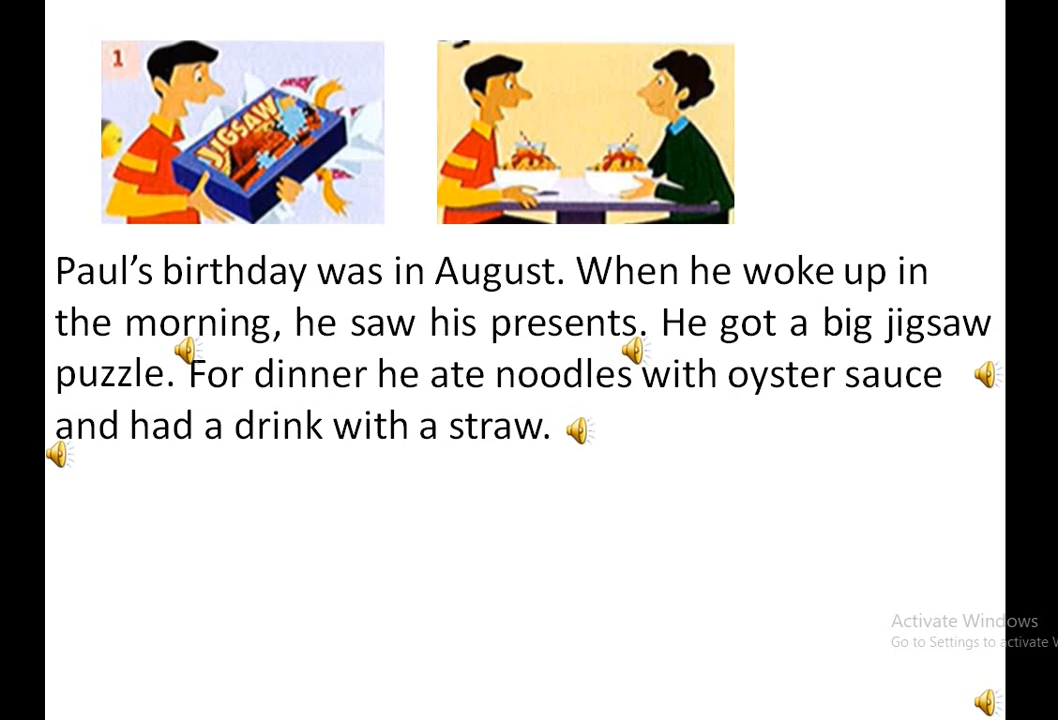 1
JIGSAW
Paul’s birthday was in August. When he woke up in
the morning, he saw his presents. He got a big jigsaw
puzzle. For dinner he ate noodles with oyster sauce
and had a drink with a straw.
Activate Windows
Go to Settings to activate W